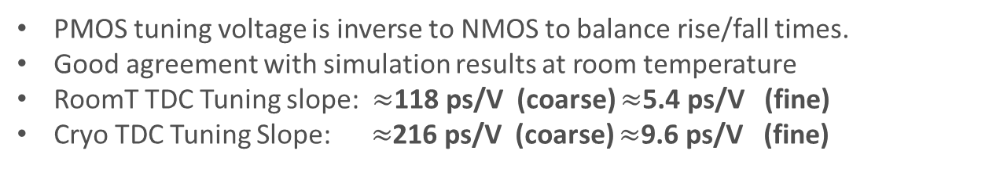 • PMOS tuning voltage is inverse to NMOS to balance rise/fall times.
• Good agreement with simulation results at room temperature
• RoomT TDC Tuning slope: ≈118 ps/V (coarse) ≈5.4 ps/V (fine)
• Cryo TDC Tuning Slope: ≈216 ps/V (coarse) ≈9.6 ps/V (fine)